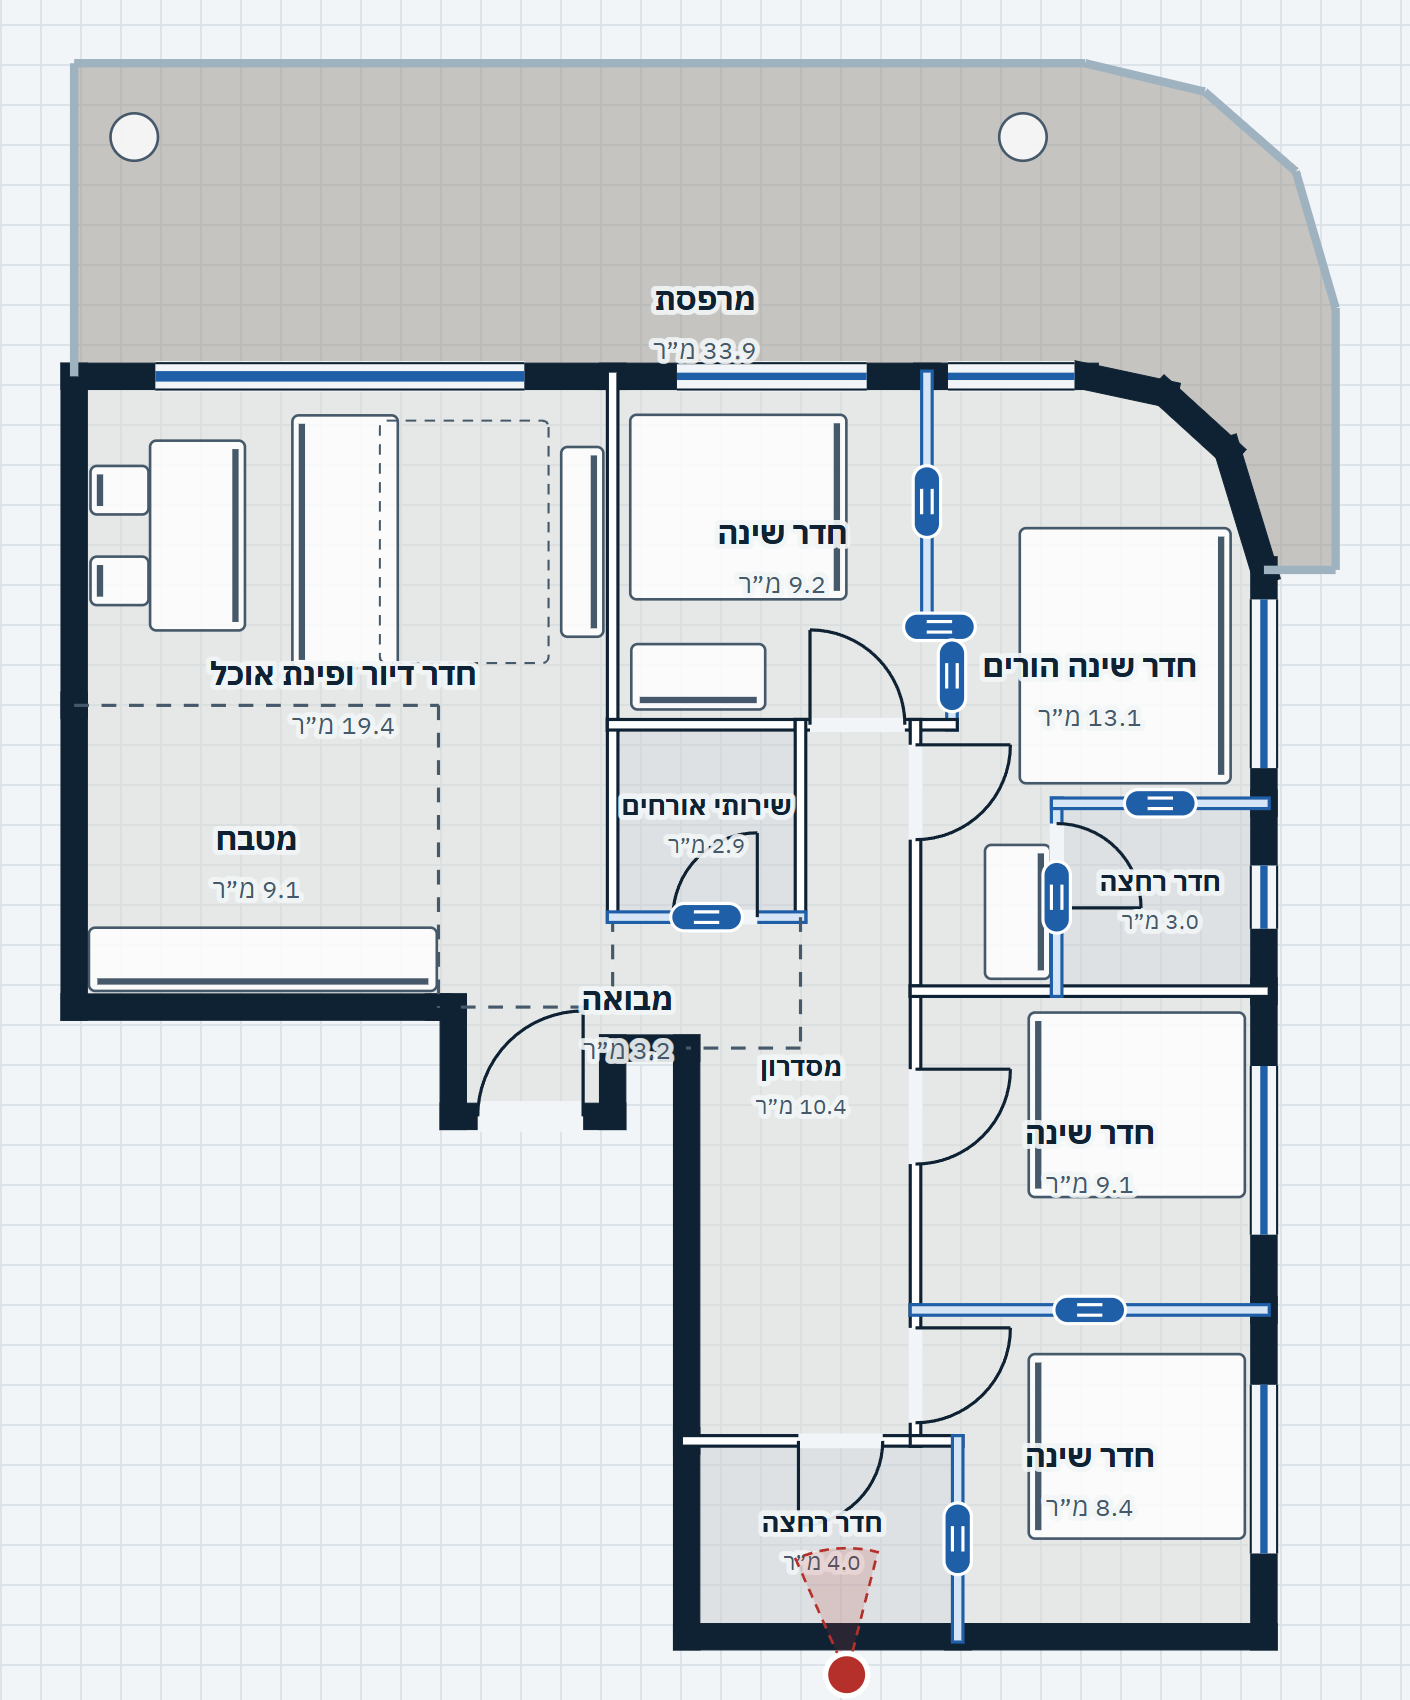 מרפסת
33.9 מ״ר
חדר שינה
9.2 מ״ר
חדר שינה הורים
13.1 מ״ר
חדר דיור ופינת אוכל
19.4 מ״ר
שירותי אורחים
2.9 מ״ר
מטבח
9.1 מ״ר
חדר רחצה
3.0 מ״ר
מבואה
3.2 מ״ר
מסדרון
10.4 מ״ר
חדר שינה
9.1 מ״ר
חדר שינה
8.4 מ״ר
חדר רחצה
4.0 מ״ר